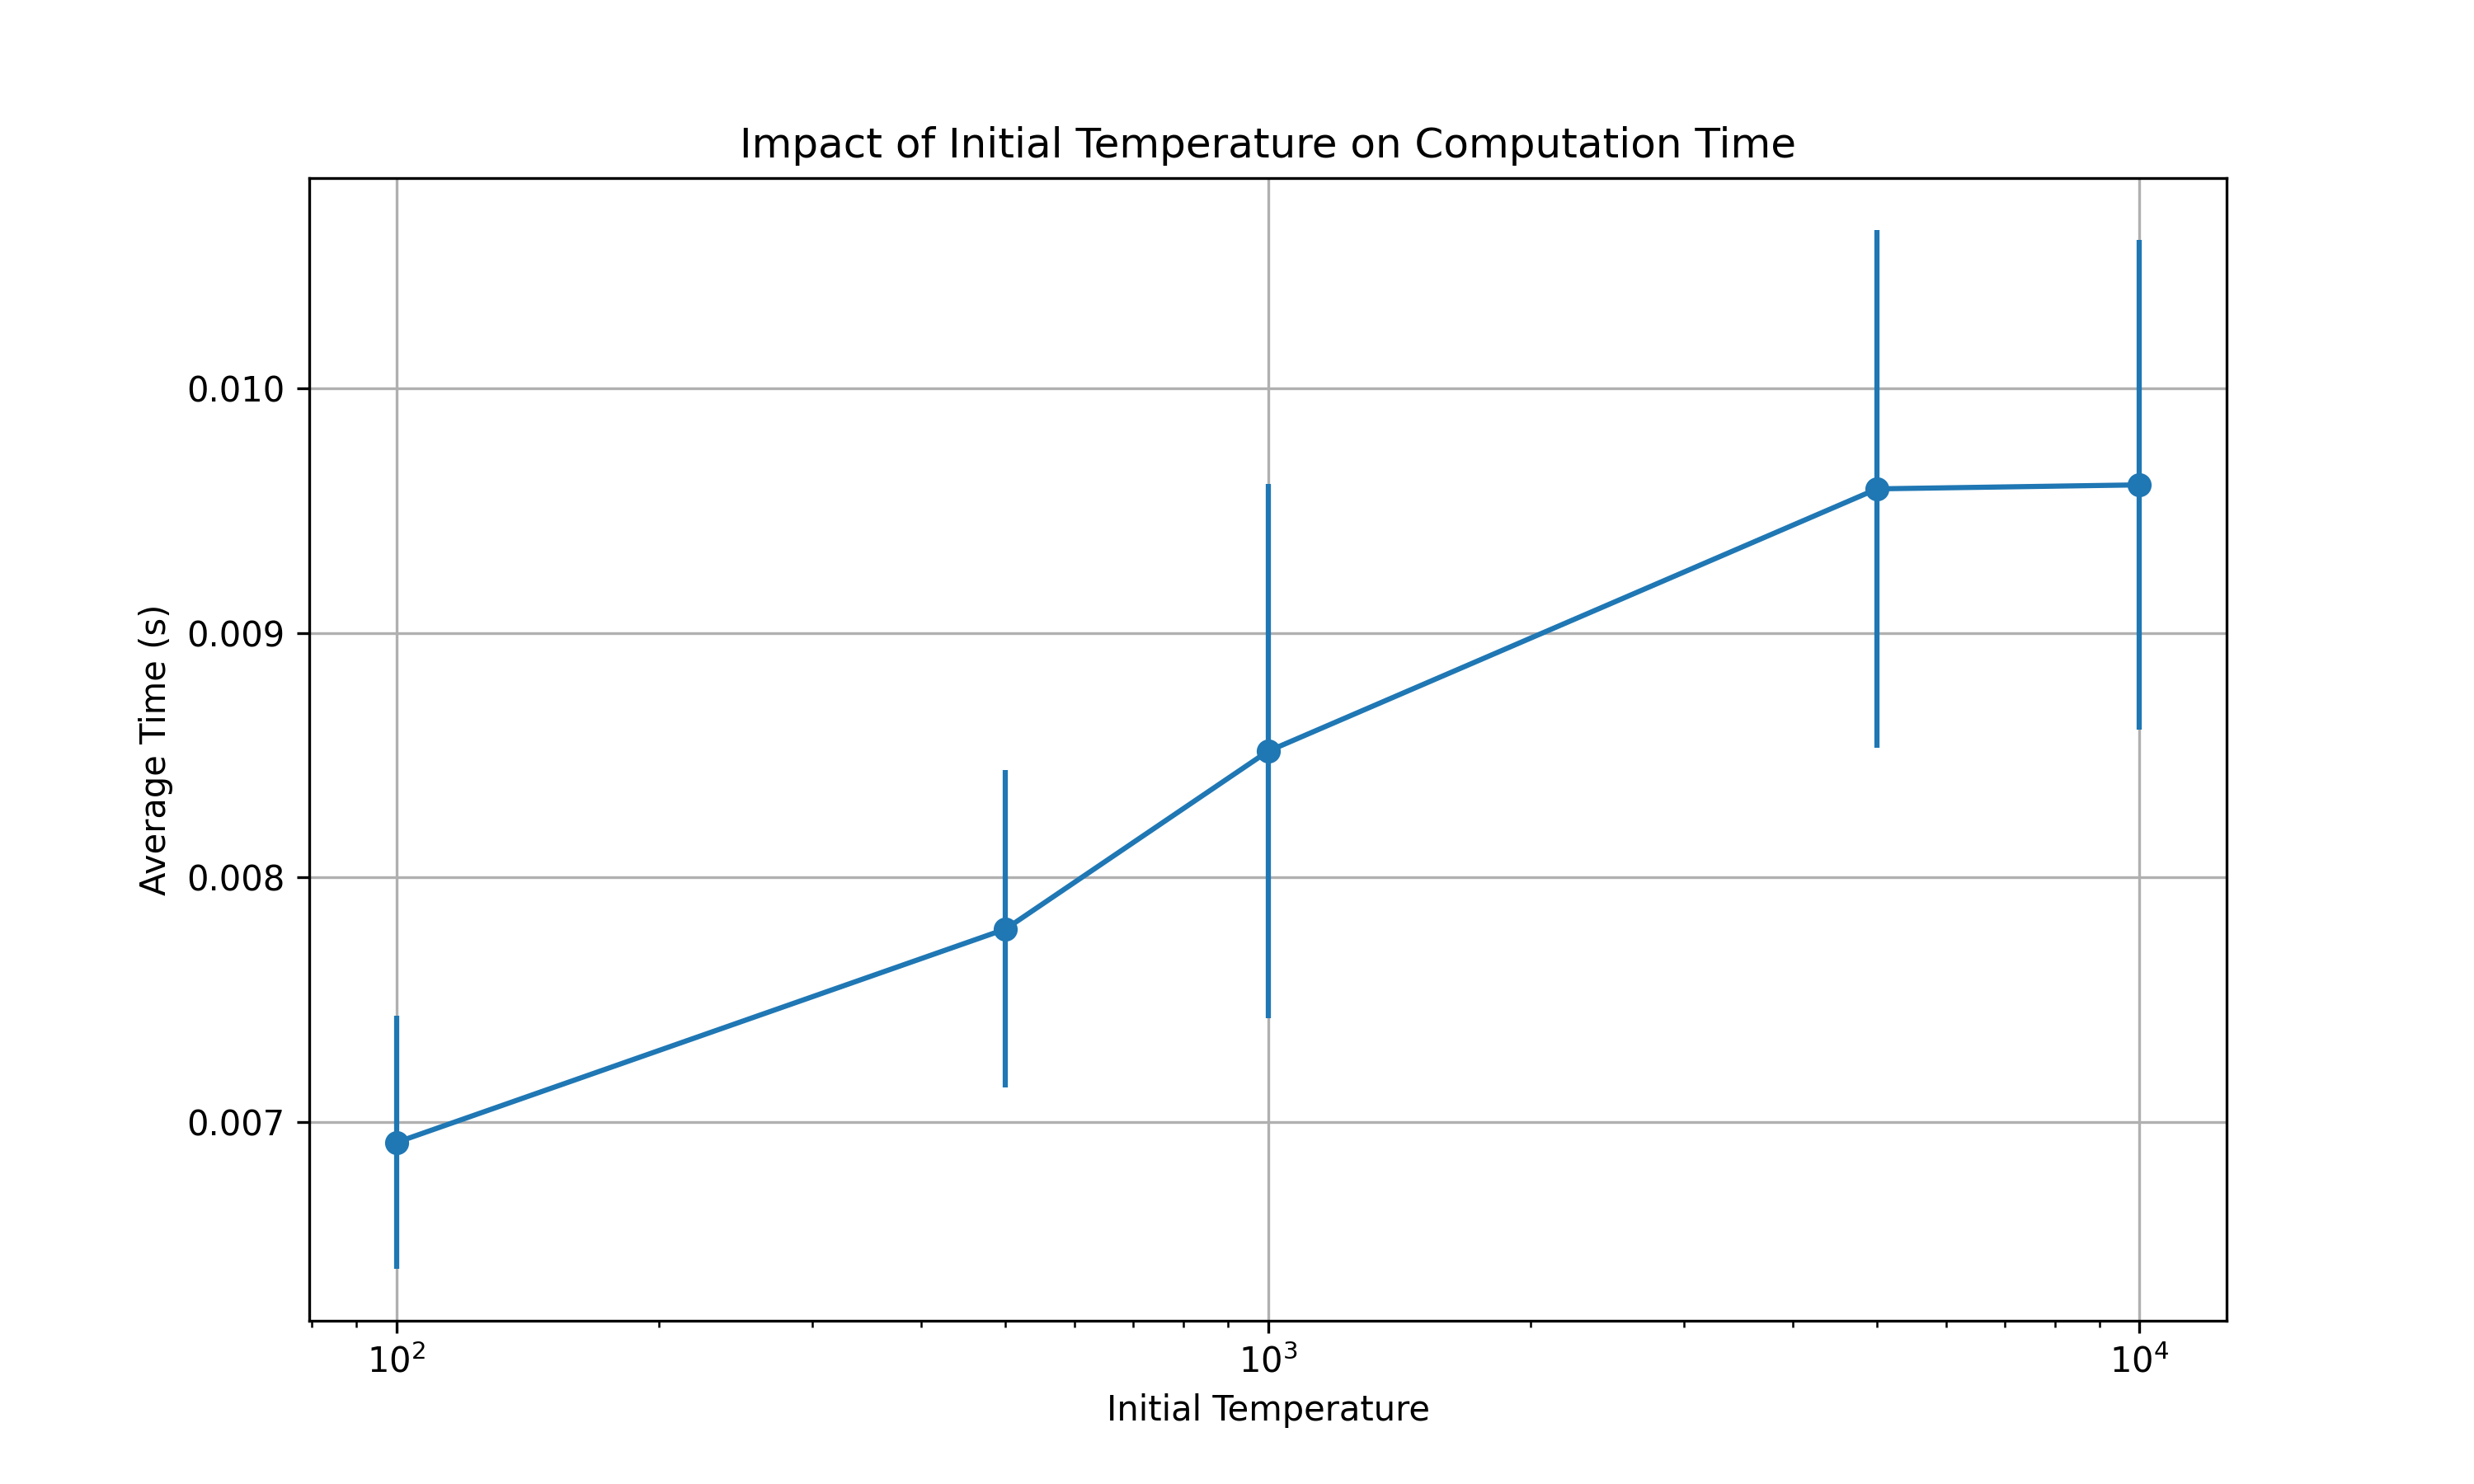 Impact of Initial Temperature on Computation Time
Average Time (s)
0.010
0.009
0.008
0.007
10² 10³ 10⁴
Initial Temperature